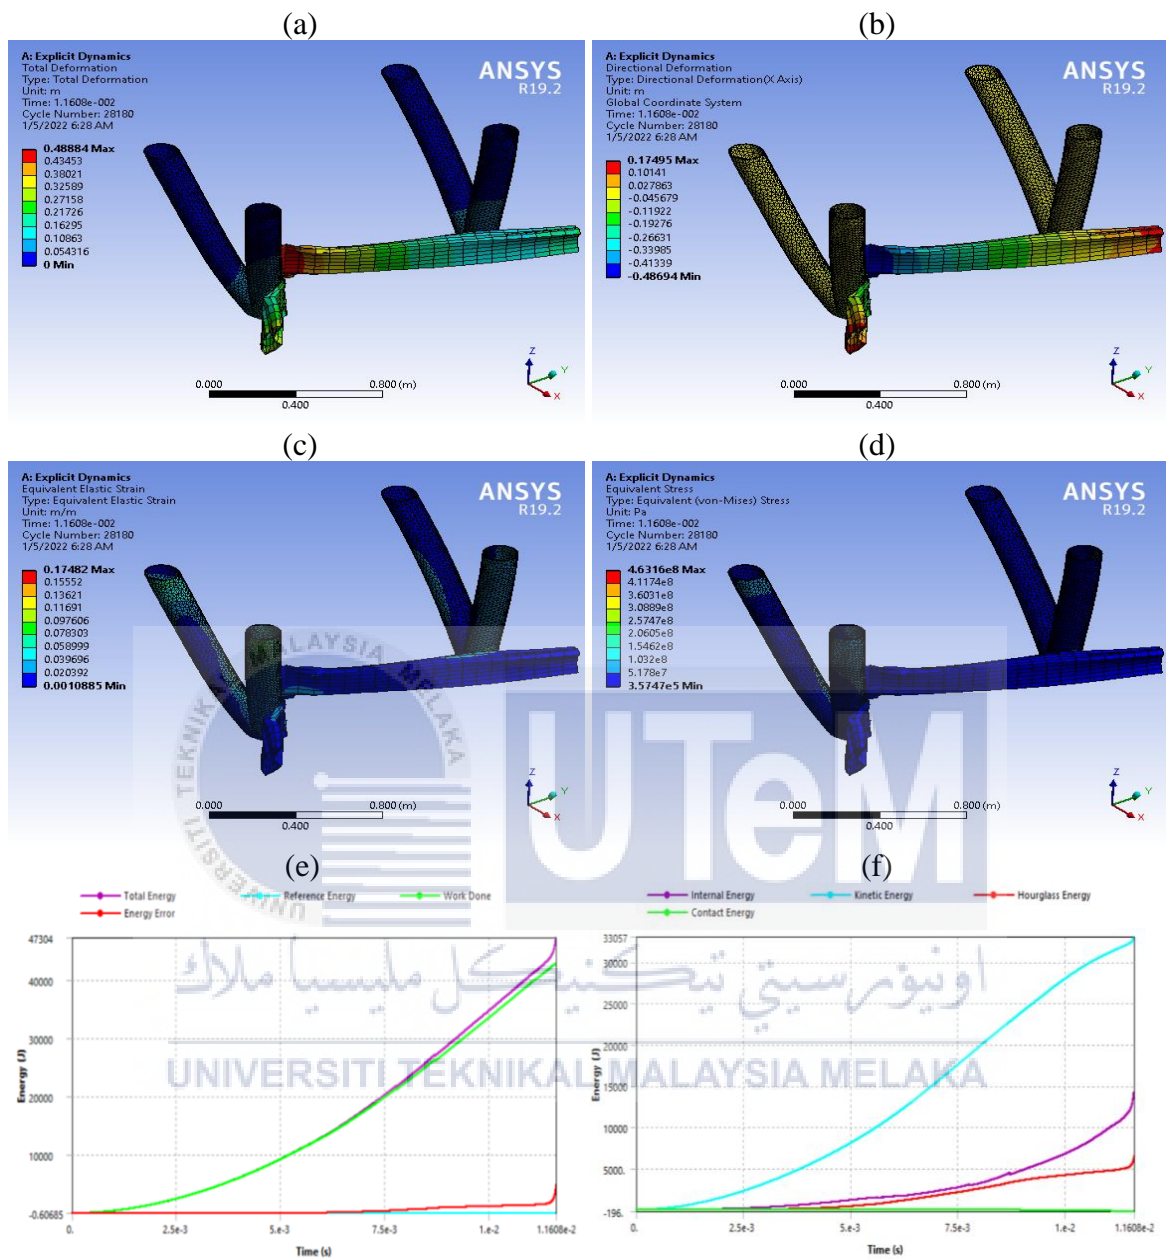 (a)
A: Explicit Dynamics
Total Deformation
Type: Total Deformation
Unit: m
Time: 1.1608e-002
Cycle Number: 28180
1/5/2022 6:28 AM
0.48884 Max
0.43453
0.38021
0.32589
0.27158
0.21726
0.16295
0.10863
0.054316
0 Min
ANSYS
R19.2
Z
Y
X
0.000
0.800 (m)
0.400
(b)
A: Explicit Dynamics
Directional Deformation
Type: Directional Deformation(X Axis)
Unit: m
Global Coordinate System
Time: 1.1608e-002
Cycle Number: 28180
1/5/2022 6:28 AM
0.17495 Max
0.10141
0.027863
-0.045679
-0.11922
-0.19276
-0.26631
-0.33985
-0.41339
-0.48694 Min
ANSYS
R19.2
Z
Y
X
0.000
0.800 (m)
0.400
(c)
A: Explicit Dynamics
Equivalent Elastic Strain
Type: Equivalent Elastic Strain
Unit: m/m
Time: 1.1608e-002
Cycle Number: 28180
1/5/2022 6:28 AM
0.17482 Max
0.15552
0.13621
0.11691
0.097606
0.078303
0.058999
0.039696
0.020392
0.0010885 Min
ANSYS
R19.2
Z
Y
X
0.000
0.800 (m)
0.400
(d)
A: Explicit Dynamics
Equivalent Stress
Type: Equivalent (von-Mises) Stress
Unit: Pa
Time: 1.1608e-002
Cycle Number: 28180
1/5/2022 6:28 AM
4.6316e8 Max
4.1174e8
3.6031e8
3.0889e8
2.5747e8
2.0605e8
1.5462e8
1.032e8
5.178e7
3.5747e5 Min
ANSYS
R19.2
Z
Y
X
0.000
0.800 (m)
0.400
UNIVERSITI TEKNIKAL MALAYSIA MELAKA
UTeM
(e)
Total Energy Reference Energy Work Done
Energy Error
47304
40000
30000
20000
10000
-0.60685
Energy (J)
0. 2.5e-3 5.e-3 7.5e-3 1.e-2 1.1608e-2
Time (s)
(f)
Internal Energy Kinetic Energy Hourglass Energy
Contact Energy
33057
30000
25000
20000
15000
10000
5000.
-196.
Energy (J)
0. 2.5e-3 5.e-3 7.5e-3 1.e-2 1.1608e-2
Time (s)
اونيۏرسيتي تيكنيكل مليسيا ملاك
UNIVERSITI TEKNIKAL MALAYSIA MELAKA